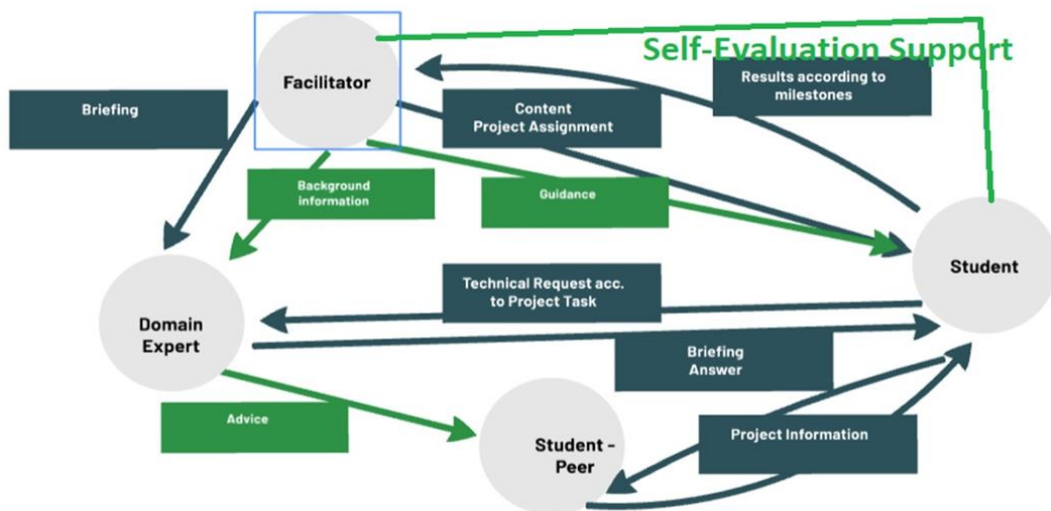 Self-Evaluation Support
Facilitator
Results according to
milestones
Briefing
Content
Project Assignment
Background
information
Guidance
Student
Technical Request acc.
to Project Task
Domain
Expert
Briefing
Answer
Advice
Project Information
Student -
Peer